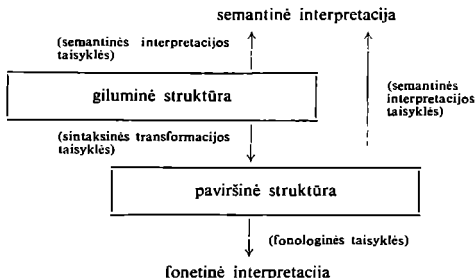 semantinė interpretacija
(semantinės interpretacijos
taisyklės)
(semantinės
interpretacijos
taisyklės)
giluminė struktūra
(sintaksinės transformacijos
taisyklės)
paviršinė struktūra
(fonologinės taisyklės)
fonetinė interpretacija